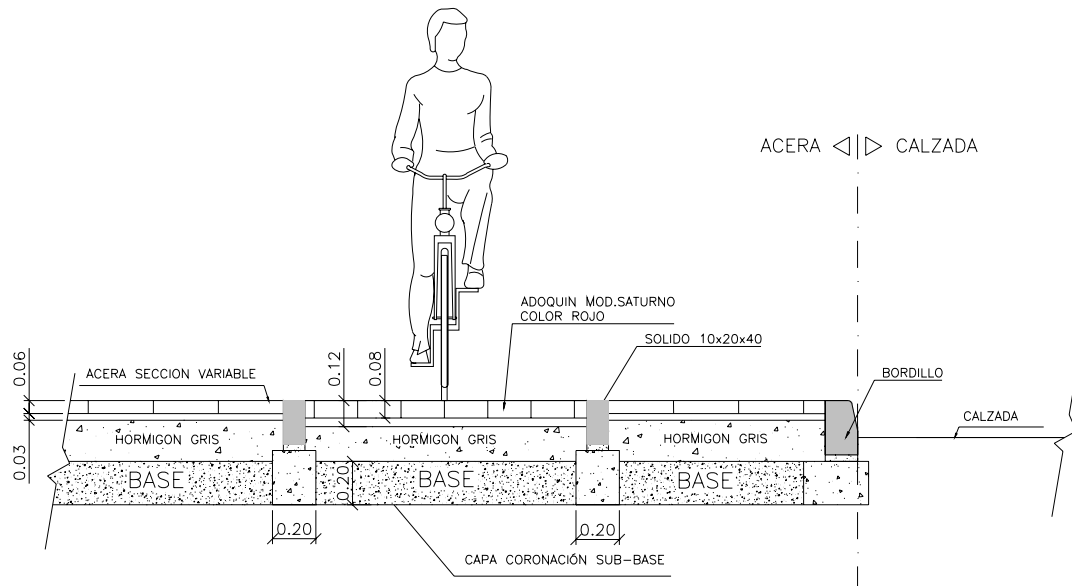 ACERA
CALZADA
ADOQUIN MOD.SATURNO
COLOR ROJO
SOLIDO 10x20x40
BORDILLO
CALZADA
ACERA SECCION VARIABLE
0.06
0.03
0.12
0.08
HORMIGON GRIS
HORMIGON GRIS
HORMIGON GRIS
BASE
BASE
BASE
0.20
0.20
0.20
CAPA CORONACIÓN SUB-BASE